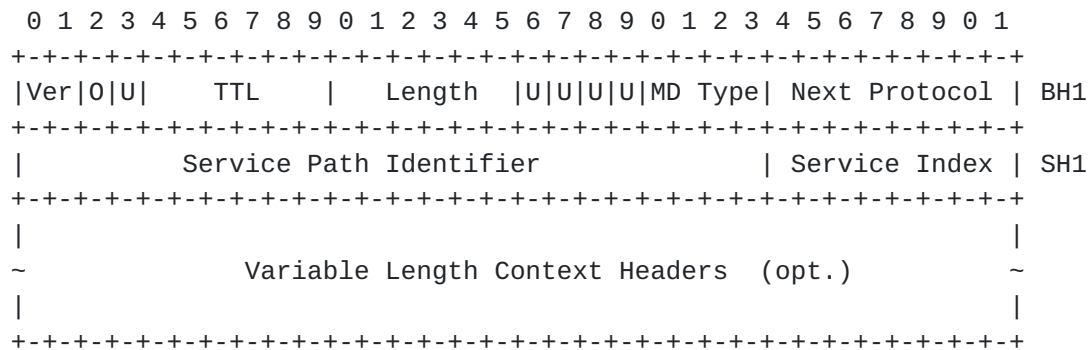 0 1 2 3 4 5 6 7 8 9 0 1 2 3 4 5 6 7 8 9 0 1 2 3 4 5 6 7 8 9 0 1
+-+-+-+-+-+-+-+-+-+-+-+-+-+-+-+-+-+-+-+-+-+-+-+-+-+-+-+-+-+-+-+-+
|Ver|O|U|    TTL    |   Length  |U|U|U|U|MD Type| Next Protocol | BH1
+-+-+-+-+-+-+-+-+-+-+-+-+-+-+-+-+-+-+-+-+-+-+-+-+-+-+-+-+-+-+-+-+
|          Service Path Identifier              | Service Index | SH1
+-+-+-+-+-+-+-+-+-+-+-+-+-+-+-+-+-+-+-+-+-+-+-+-+-+-+-+-+-+-+-+-+
|                                                               |
~              Variable Length Context Headers  (opt.)          ~
|                                                               |
+-+-+-+-+-+-+-+-+-+-+-+-+-+-+-+-+-+-+-+-+-+-+-+-+-+-+-+-+-+-+-+-+